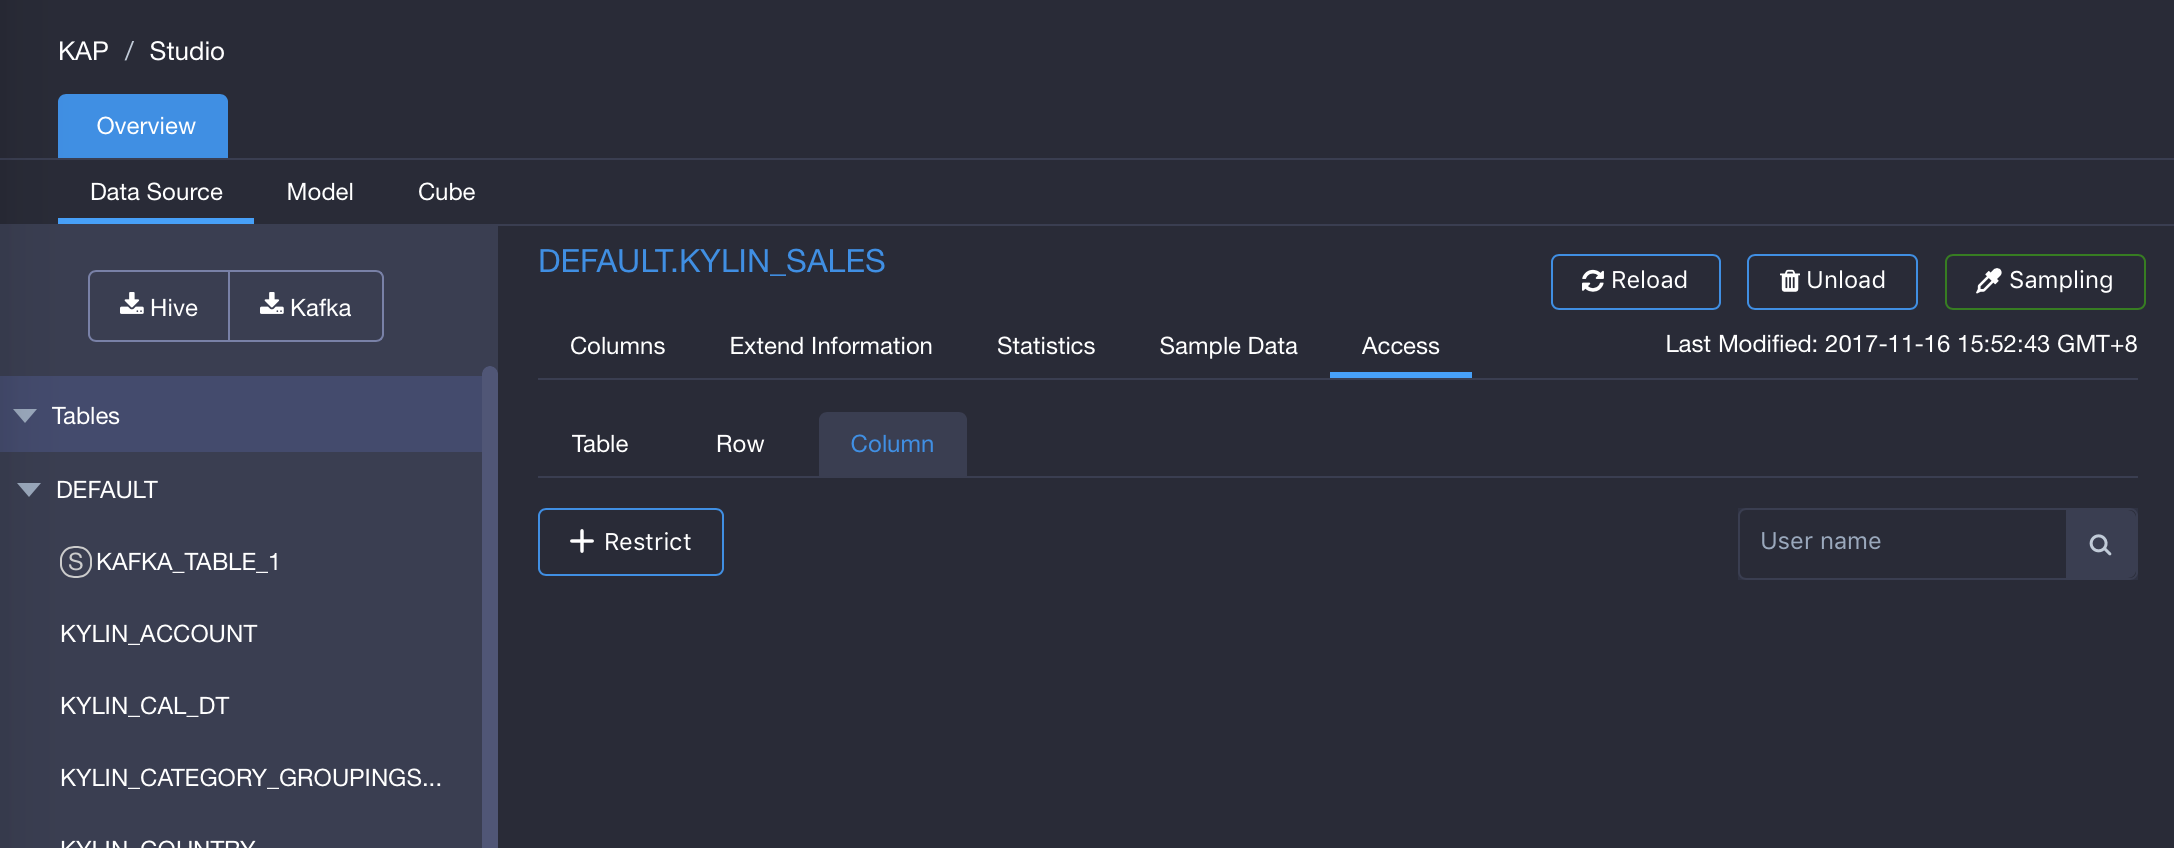 KAP / Studio
Overview
Data Source Model Cube
Hive Kafka
Tables
DEFAULT
S KAFKA_TABLE_1
KYLIN_ACCOUNT
KYLIN_CAL_DT
KYLIN_CATEGORY_GROUPINGS...
KYLIN_COUNTRY
DEFAULT.KYLIN_SALES
Reload Unload Sampling
Columns Extend Information Statistics Sample Data Access
Last Modified: 2017-11-16 15:52:43 GMT+8
Table Row Column
+ Restrict
User name